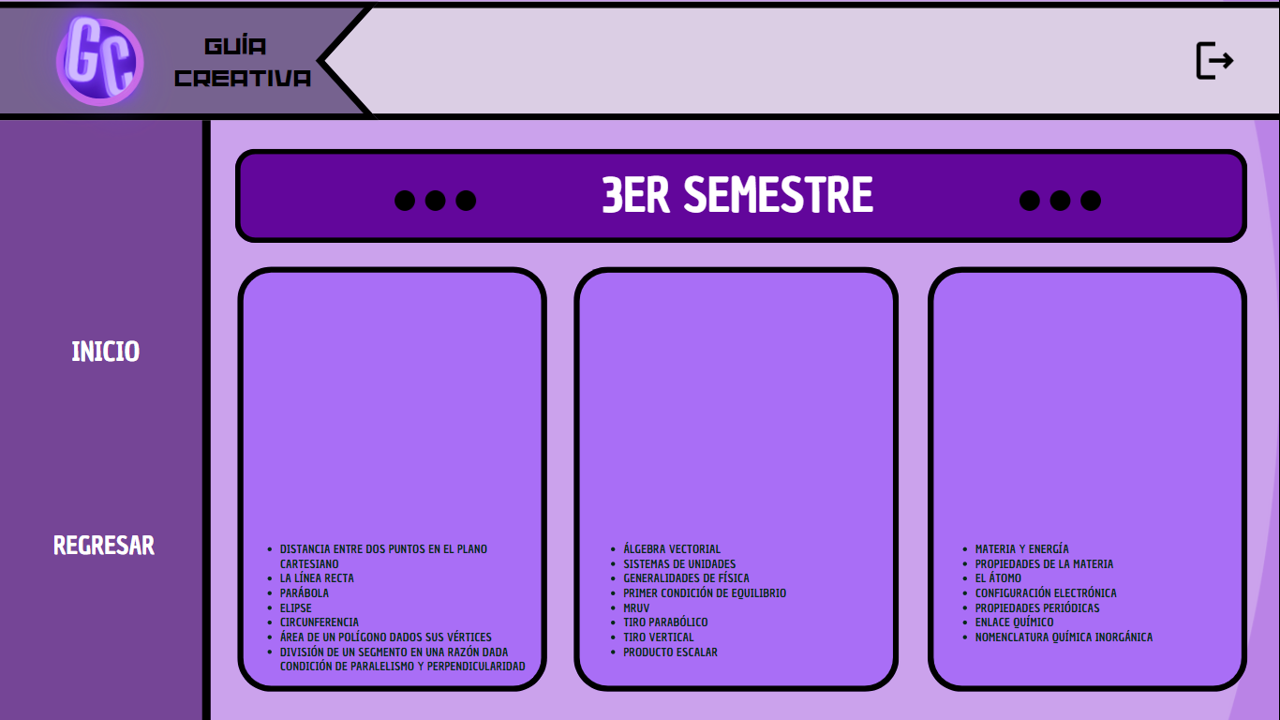 GC
GUÍA
CREATIVA
3ER SEMESTRE
INICIO
REGRESAR
• DISTANCIA ENTRE DOS PUNTOS EN EL PLANO
CARTESIANO
• LA LÍNEA RECTA
• PARÁBOLA
• ELIPSE
• CIRCUNFERENCIA
• ÁREA DE UN POLÍGONO DADOS SUS VÉRTICES
• DIVISIÓN DE UN SEGMENTO EN UNA RAZÓN DADA
CONDICIÓN DE PARALELISMO Y PERPENDICULARIDAD
• ÁLGEBRA VECTORIAL
• SISTEMAS DE UNIDADES
• GENERALIDADES DE FÍSICA
• PRIMER CONDICIÓN DE EQUILIBRIO
• MRUV
• TIRO PARABÓLICO
• TIRO VERTICAL
• PRODUCTO ESCALAR
• MATERIA Y ENERGÍA
• PROPIEDADES DE LA MATERIA
• EL ÁTOMO
• CONFIGURACIÓN ELECTRÓNICA
• PROPIEDADES PERIÓDICAS
• ENLACE QUÍMICO
• NOMENCLATURA QUÍMICA INORGÁNICA